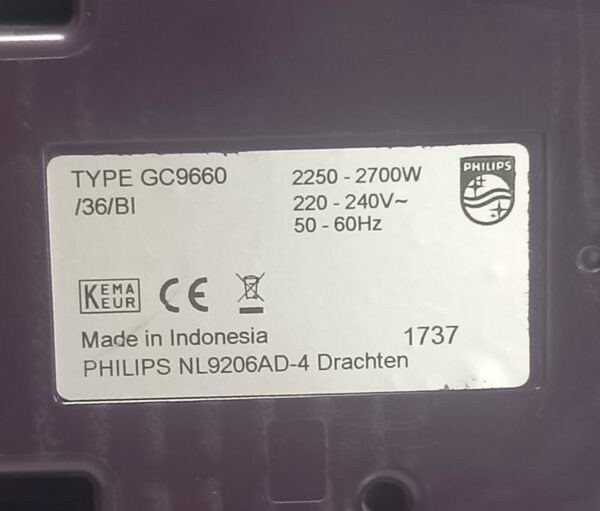 TYPE GC9660
/36/BI
2250 - 2700W
220 - 240V~
50 - 60Hz
PHILIPS
KEMA
KEUR
CE
Made in Indonesia
1737
PHILIPS NL9206AD-4 Drachten